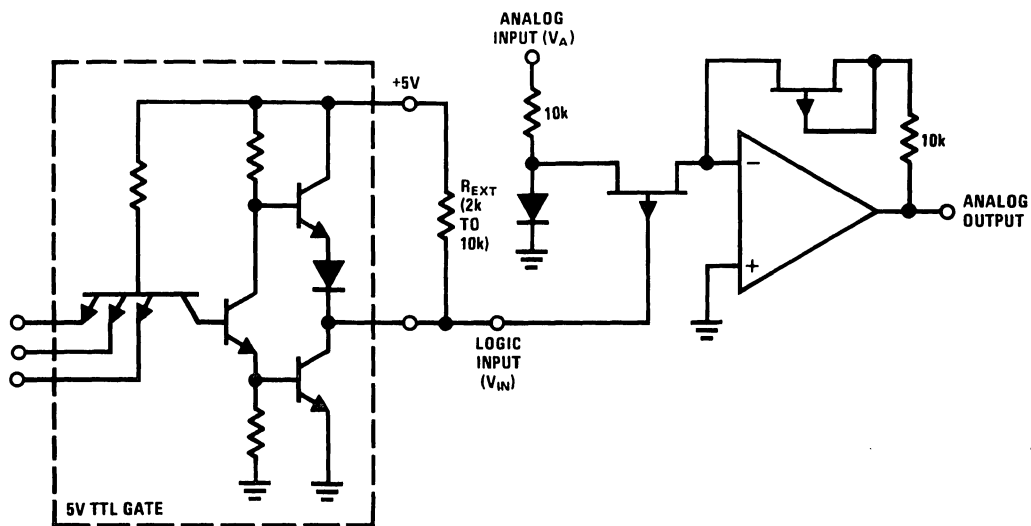 ANALOG
INPUT (VA)
+5V
10k
REXT
(2k
TO
10k)
10k
ANALOG
OUTPUT
LOGIC
INPUT
(VIN)
5V TTL GATE
−
+